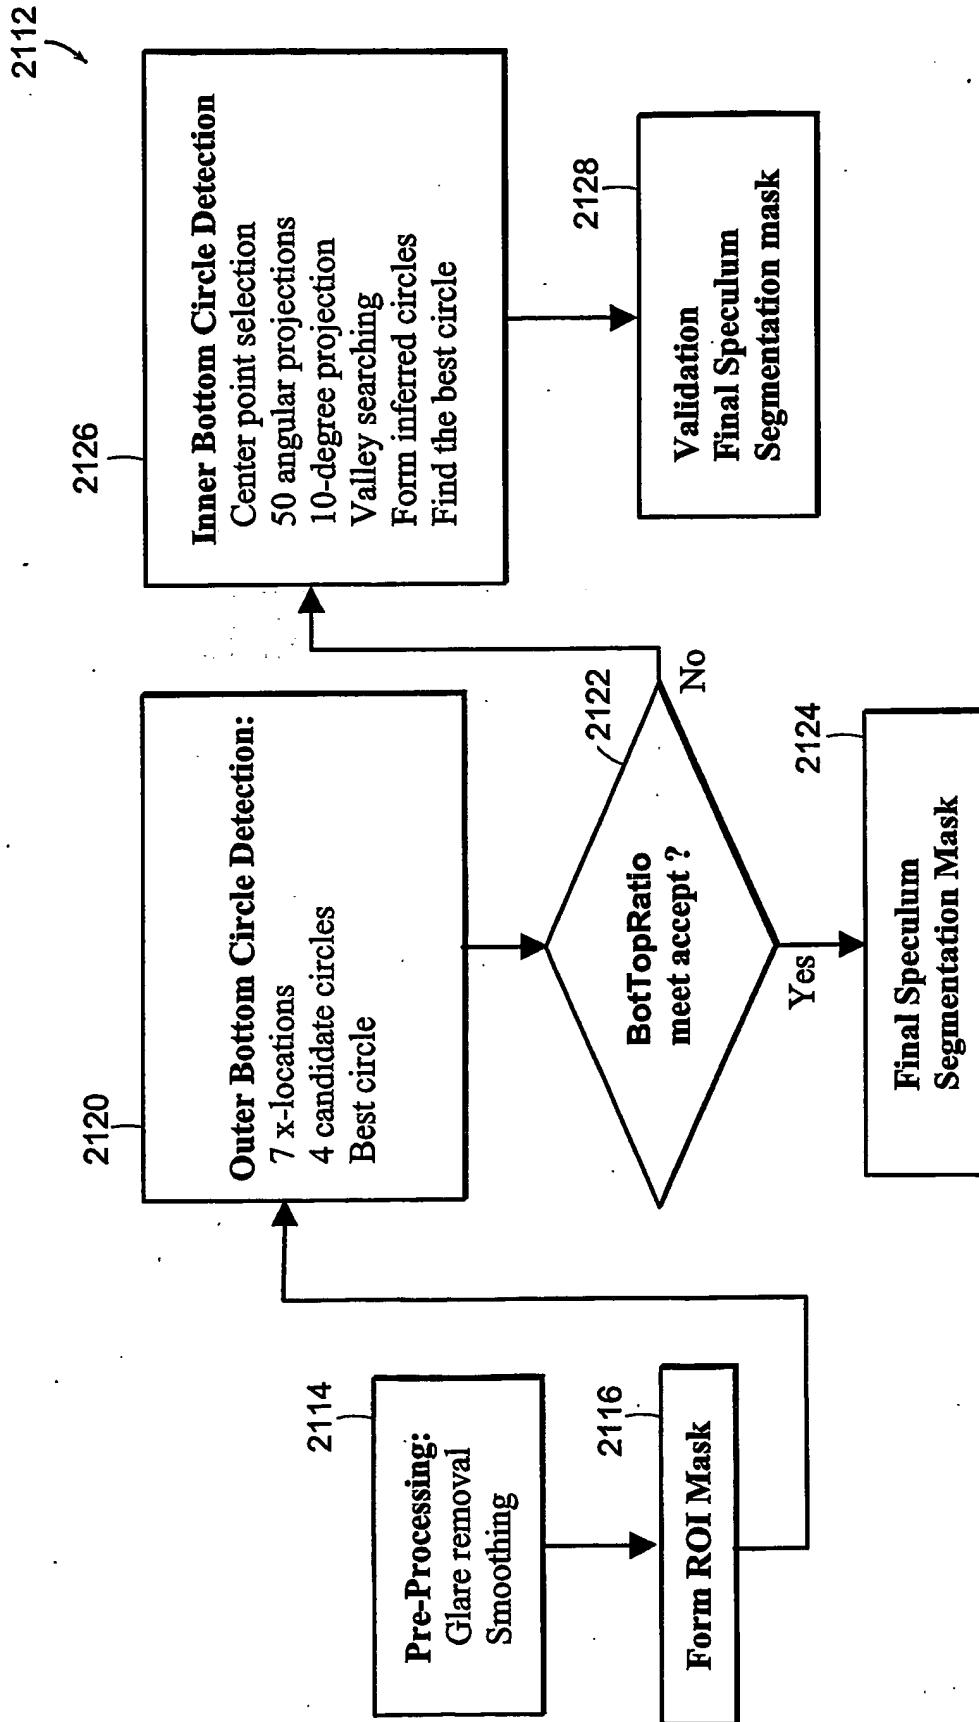 2112
2114
Pre-Processing:
Glare removal
Smoothing
2116
Form ROI Mask
2120
Outer Bottom Circle Detection:
7 x-locations
4 candidate circles
Best circle
2122
BotTopRatio
meet accept ?
No
Yes
2124
Final Speculum
Segmentation Mask
2126
Inner Bottom Circle Detection
Center point selection
50 angular projections
10-degree projection
Valley searching
Form inferred circles
Find the best circle
2128
Validation
Final Speculum
Segmentation mask